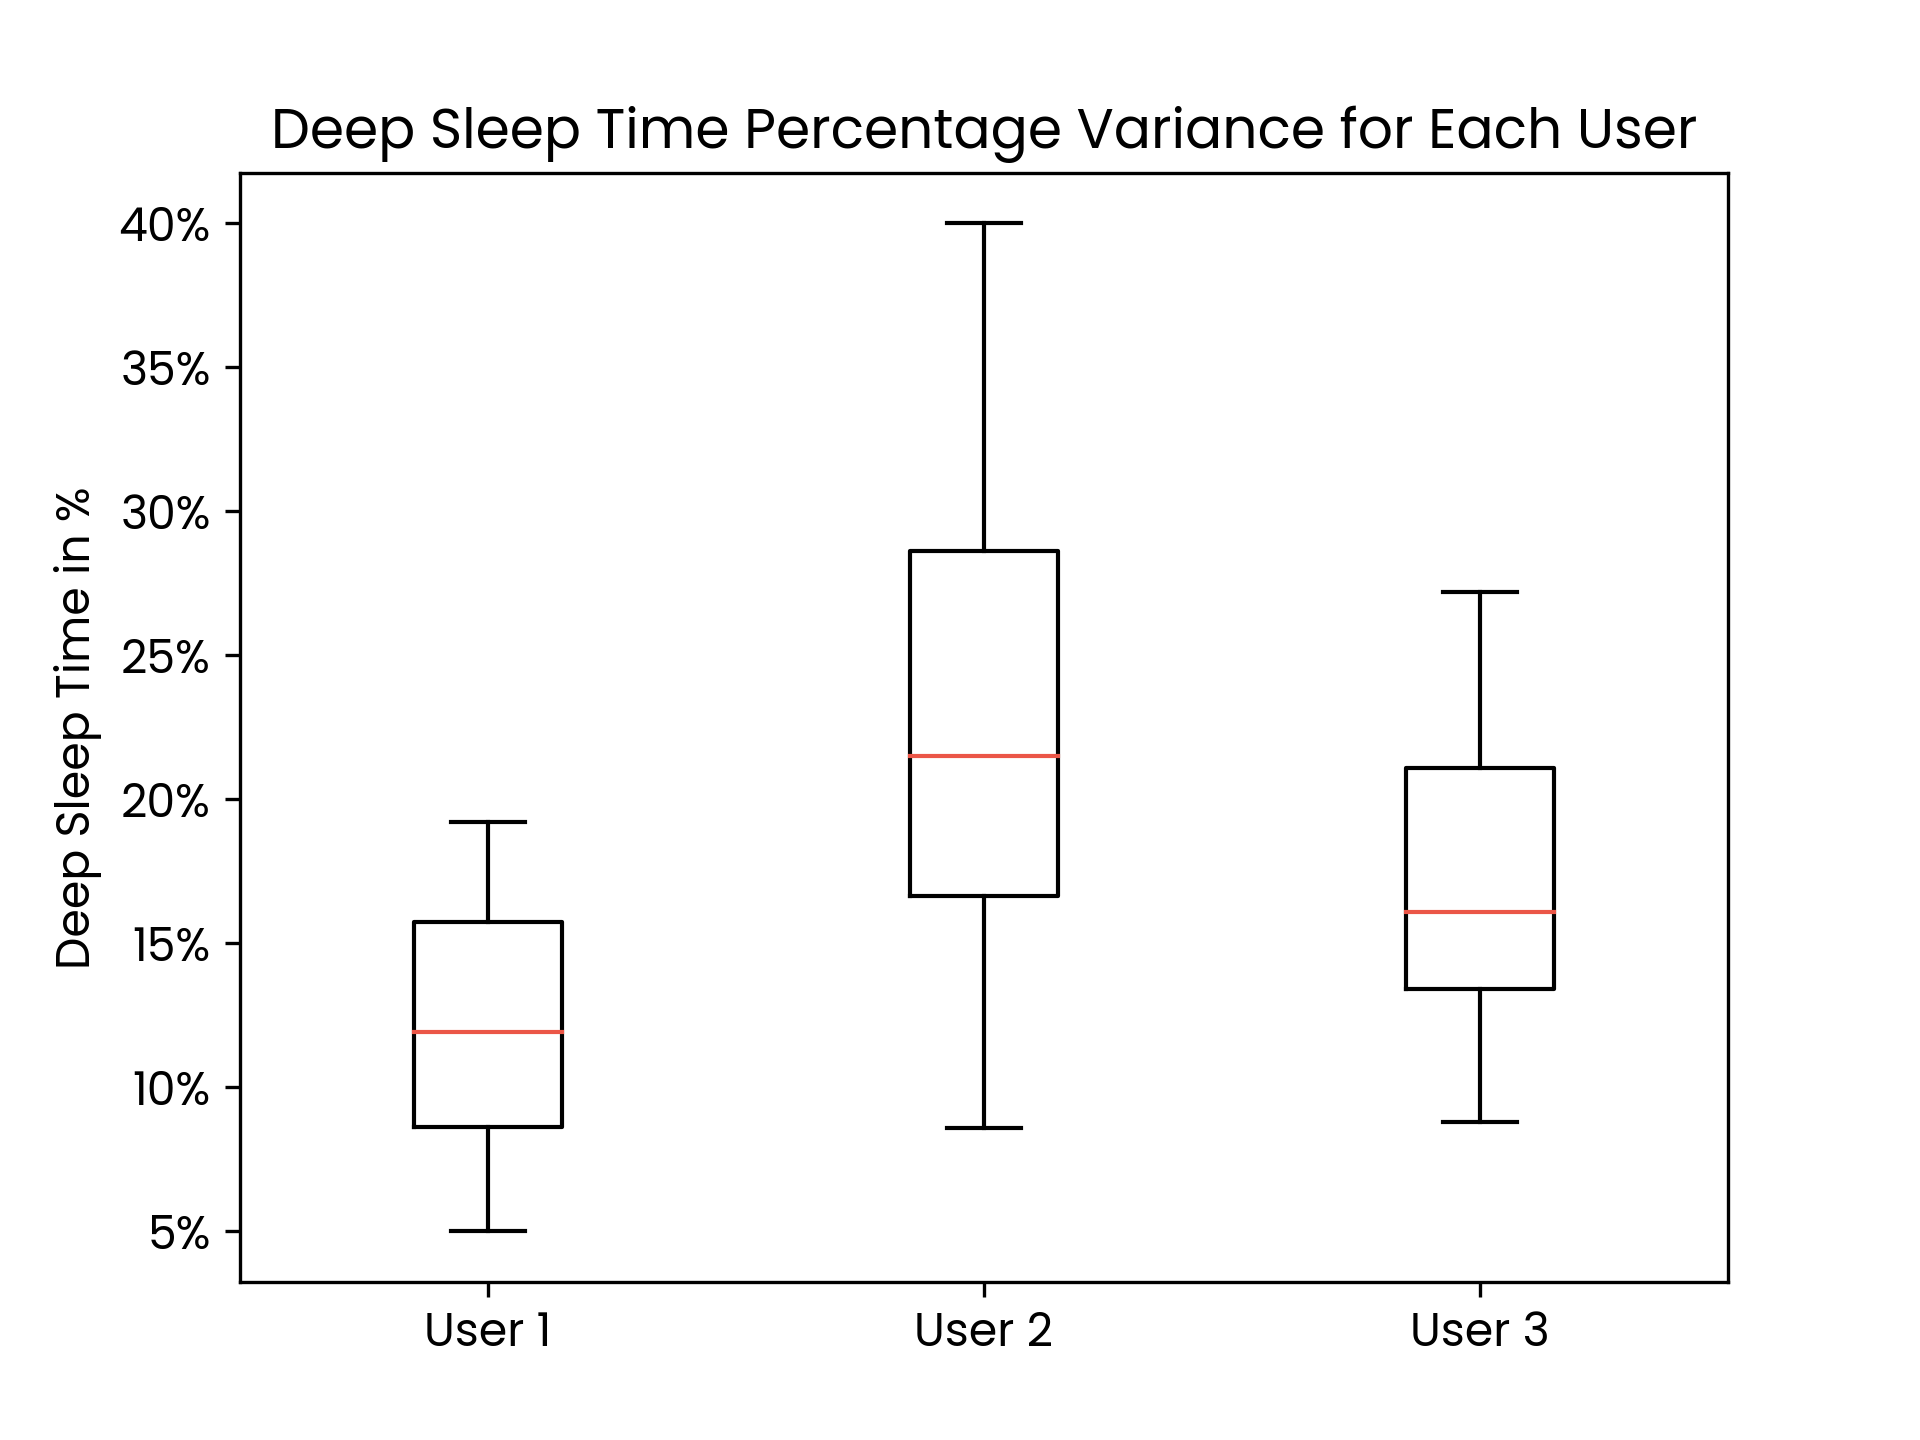 Deep Sleep Time Percentage Variance for Each User
Deep Sleep Time in %
40%
35%
30%
25%
20%
15%
10%
5%
User 1
User 2
User 3